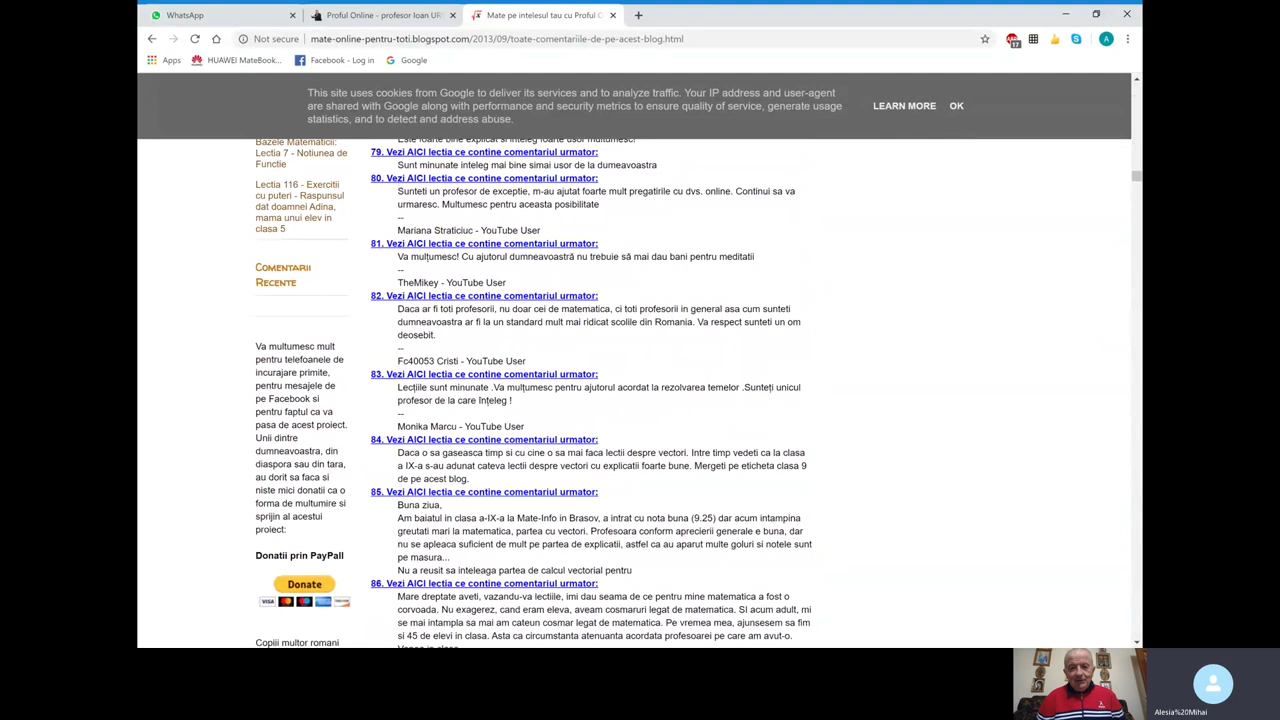 WhatsApp
Proful Online - profesor Ioan UR
Mate pe intelesul tau cu Proful O
Not secure
mate-online-pentru-toti.blogspot.com/2013/09/toate-comentariile-de-pe-acest-blog.html
17
A
Apps
HUAWEI MateBook...
Facebook - Log in
Google
This site uses cookies from Google to deliver its services and to analyze traffic. Your IP address and user-agent
are shared with Google along with performance and security metrics to ensure quality of service, generate usage
statistics, and to detect and address abuse.
LEARN MORE
OK
Bazele Matematicii:
Lectia 7 - Notiunea de
Functie
Lectia 116 - Exercitii
cu puteri - Raspunsul
dat doamnei Adina,
mama unui elev in
clasa 5
Comentarii
Recente
Va multumesc mult
pentru telefoanele de
incurajare primite,
pentru mesajele de
pe Facebook si
pentru faptul ca va
pasa de acest proiect.
Unii dintre
dumneavoastra, din
diaspora sau din tara,
au dorit sa faca si
niste mici donatii ca o
forma de multumire si
sprijin al acestui
proiect:
Donatii prin PayPall
Donate
VISA
Copiii multor romani
Este foarte bine explicat si inteleg foarte usor multumesc!
79. Vezi AICI lectia ce contine comentariul urmator:
Sunt minunate inteleg mai bine simai usor de la dumeavoastra
80. Vezi AICI lectia ce contine comentariul urmator:
Sunteti un profesor de exceptie, m-au ajutat foarte mult pregatirile cu dvs. online. Continui sa va
urmaresc. Multumesc pentru aceasta posibilitate
--
Mariana Straticiuc - YouTube User
81. Vezi AICI lectia ce contine comentariul urmator:
Va mulțumesc! Cu ajutorul dumneavoastră nu trebuie să mai dau bani pentru meditatii
--
TheMikey - YouTube User
82. Vezi AICI lectia ce contine comentariul urmator:
Daca ar fi toti profesorii, nu doar cei de matematica, ci toti profesorii in general asa cum sunteti
dumneavoastra ar fi la un standard mult mai ridicat scolile din Romania. Va respect sunteti un om
deosebit.
--
Fc40053 Cristi - YouTube User
83. Vezi AICI lectia ce contine comentariul urmator:
Lecțiile sunt minunate .Va mulțumesc pentru ajutorul acordat la rezolvarea temelor .Sunteți unicul
profesor de la care înțeleg !
--
Monika Marcu - YouTube User
84. Vezi AICI lectia ce contine comentariul urmator:
Daca o sa gaseasca timp si cu cine o sa mai faca lectii despre vectori. Intre timp vedeti ca la clasa
a IX-a s-au adunat cateva lectii despre vectori cu explicatii foarte bune. Mergeti pe eticheta clasa 9
de pe acest blog.
85. Vezi AICI lectia ce contine comentariul urmator:
Buna ziua,
Am baiatul in clasa a-IX-a la Mate-Info in Brasov, a intrat cu nota buna (9.25) dar acum intampina
greutati mari la matematica, partea cu vectori. Profesoara conform aprecierii generale e buna, dar
nu se apleaca suficient de mult pe partea de explicatii, astfel ca au aparut multe goluri si notele sunt
pe masura...
Nu a reusit sa inteleaga partea de calcul vectorial pentru
86. Vezi AICI lectia ce contine comentariul urmator:
Mare dreptate aveti, vazandu-va lectiile, imi dau seama de ce pentru mine matematica a fost o
corvoada. Nu exagerez, cand eram eleva, aveam cosmaruri legat de matematica. SI acum adult, mi
se mai intampla sa mai am cateun cosmar legat de matematica. Pe vremea mea, ajunsesem sa fim
si 45 de elevi in clasa. Asta ca circumstanta atenuanta acordata profesoarei pe care am avut-o.
Alesia%20Mihai